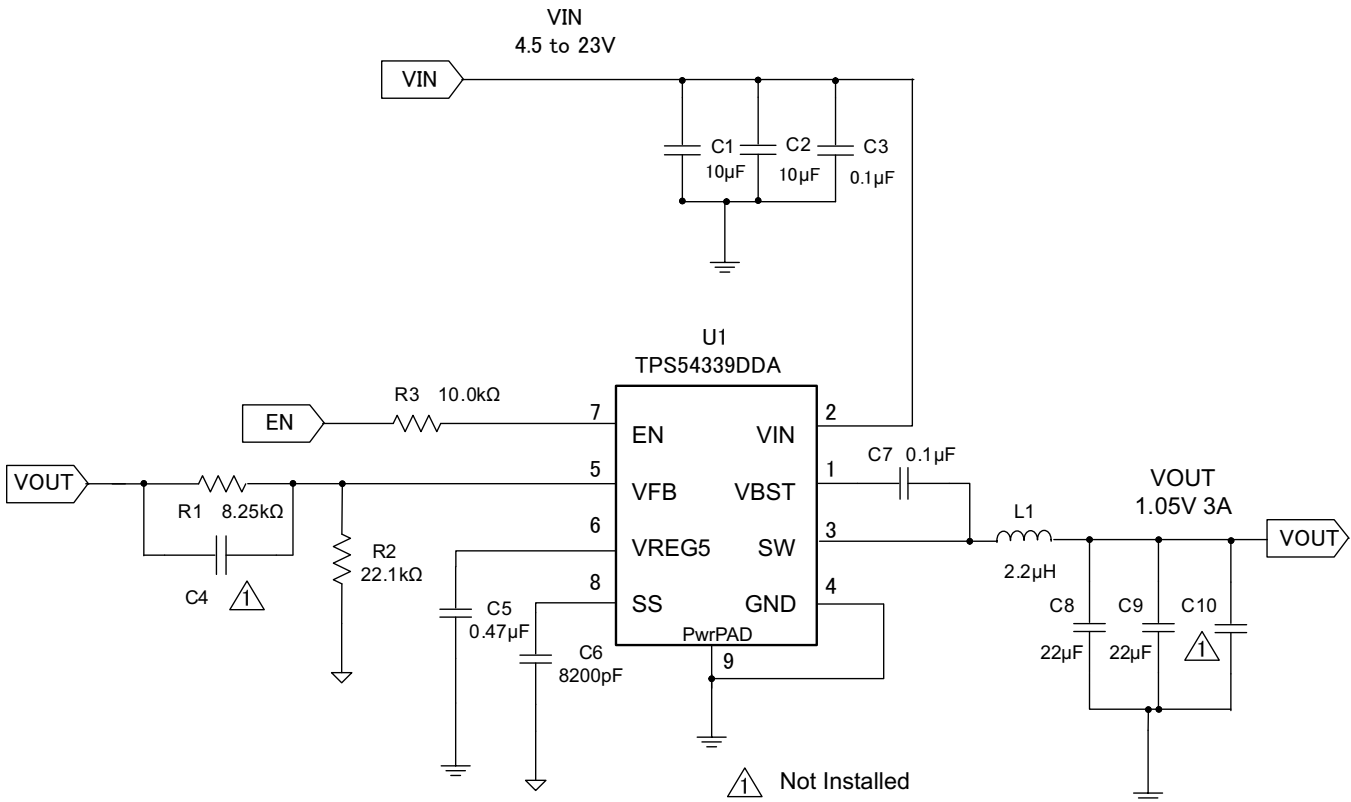 VIN
4.5 to 23V
VIN
C1
10µF
C2
10µF
C3
0.1µF
U1
TPS54339DDA
R3 10.0kΩ
EN
7
EN
2
VIN
VOUT
R1 8.25kΩ
C4
1
5
VFB
1
VBST
C7 0.1µF
R2
22.1kΩ
6
VREG5
3
SW
L1
2.2µH
VOUT
1.05V 3A
VOUT
C5
0.47µF
8
SS
4
GND
C6
8200pF
PwrPAD
9
C8
22µF
C9
22µF
C10
1
1 Not Installed